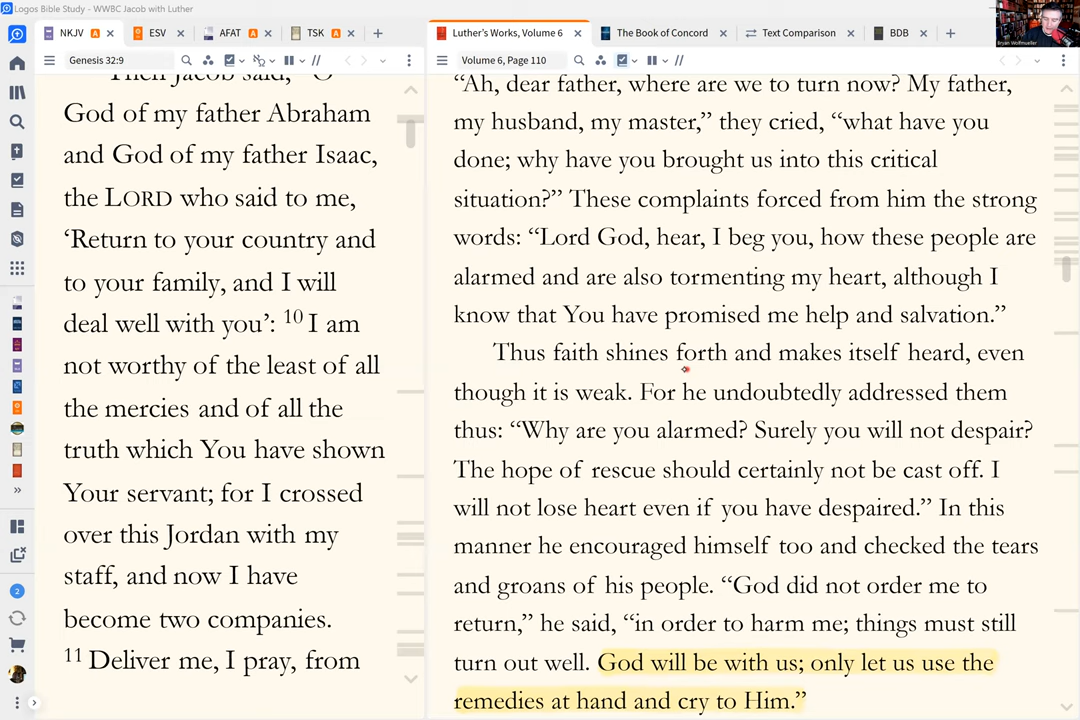 Logos Bible Study - WWBC Jacob with Luther
NKJV A
ESV
AFAT A
TSK A
Genesis 32:9
Then Jacob said, “O
God of my father Abraham
and God of my father Isaac,
the LORD who said to me,
‘Return to your country and
to your family, and I will
deal well with you’: 10 I am
not worthy of the least of all
the mercies and of all the
truth which You have shown
Your servant; for I crossed
over this Jordan with my
staff, and now I have
become two companies.
11 Deliver me, I pray, from
2
Luther’s Works, Volume 6
The Book of Concord
Text Comparison
BDB
Volume 6, Page 110
“Ah, dear father, where are we to turn now? My father,
my husband, my master,” they cried, “what have you
done; why have you brought us into this critical
situation?” These complaints forced from him the strong
words: “Lord God, hear, I beg you, how these people are
alarmed and are also tormenting my heart, although I
know that You have promised me help and salvation.”
Thus faith shines forth and makes itself heard, even
though it is weak. For he undoubtedly addressed them
thus: “Why are you alarmed? Surely you will not despair?
The hope of rescue should certainly not be cast off. I
will not lose heart even if you have despaired.” In this
manner he encouraged himself too and checked the tears
and groans of his people. “God did not order me to
return,” he said, “in order to harm me; things must still
turn out well. God will be with us; only let us use the
remedies at hand and cry to Him.”
Bryan Wolfmueller